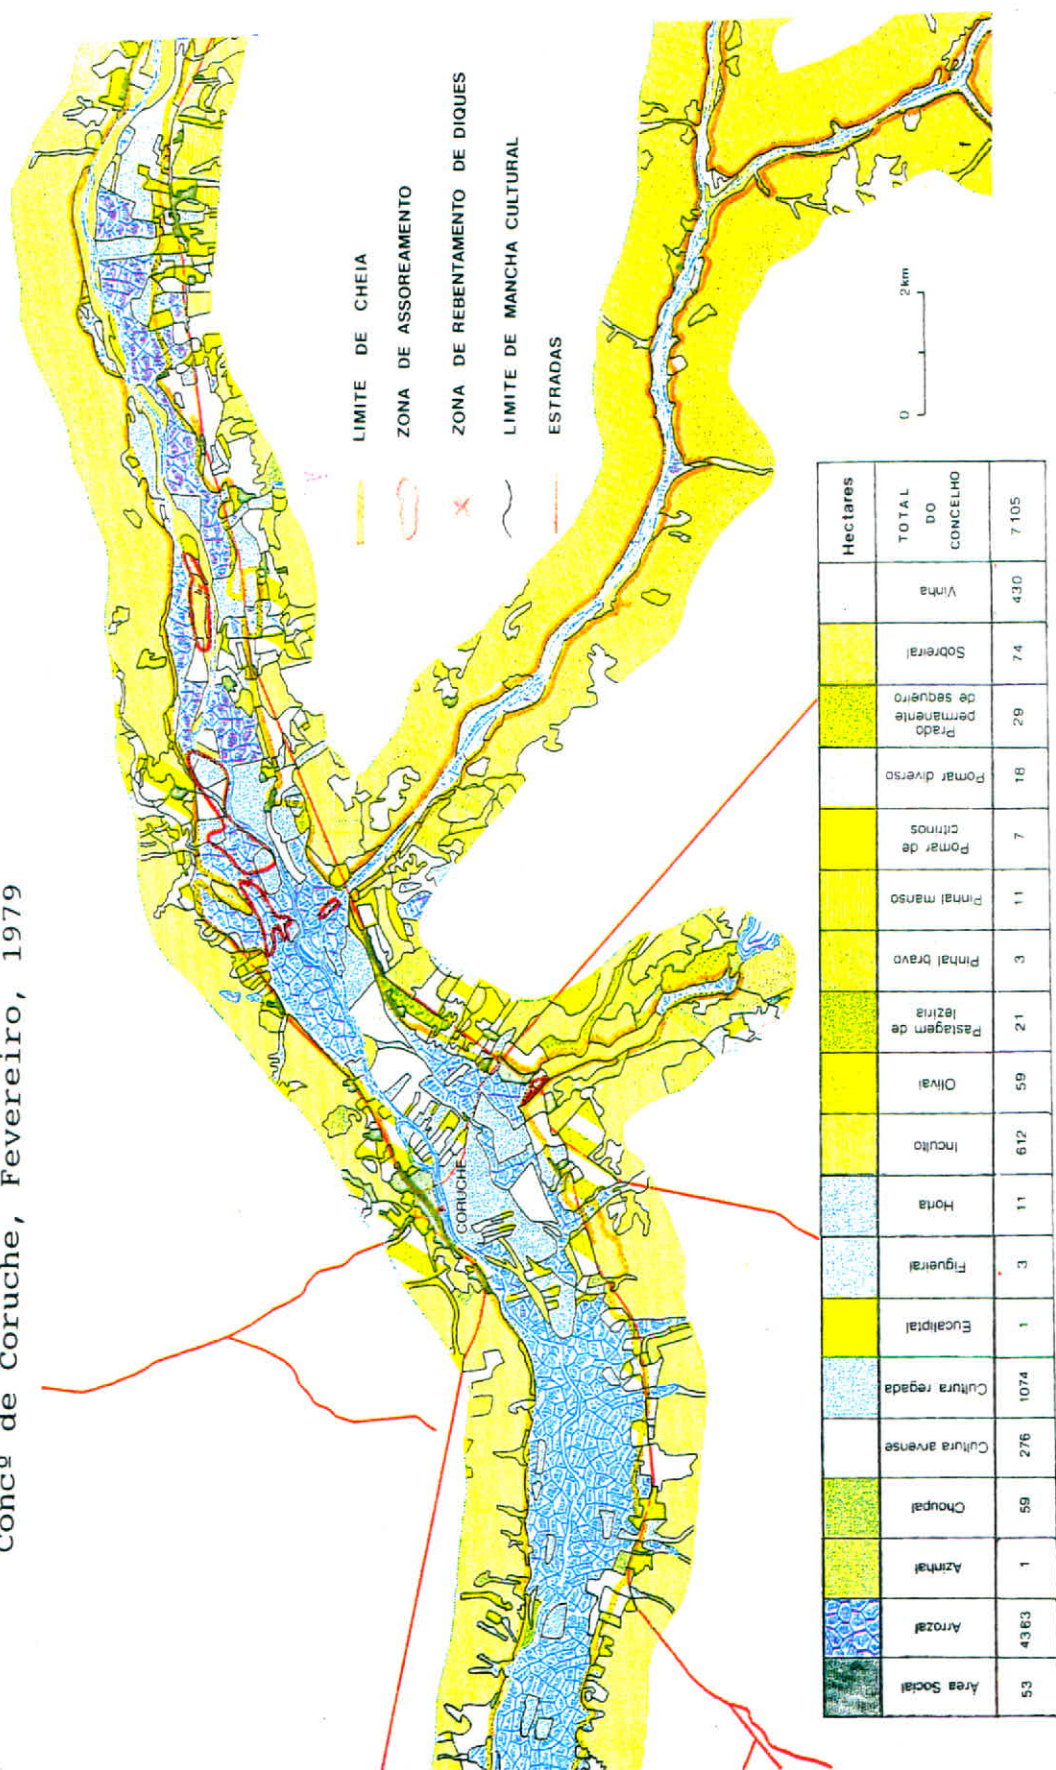 Concº de Coruche, Fevereiro, 1979
LIMITE DE CHEIA
ZONA DE ASSOREAMENTO
ZONA DE REBENTAMENTO DE DIQUES
LIMITE DE MANCHA CULTURAL
ESTRADAS
CORUCHE
f
0 2km
Área Social
Arrozal
Azinhal
Choupal
Cultura arvense
Cultura regada
Eucaliptal
Figueiral
Horta
Inculto
Olival
Pastagem de
lezíria
Pinhal bravo
Pinhal manso
Pomar de
citrinos
Pomar diverso
Prado
permanente
de sequeiro
Sobreiral
Vinha
Hectares
TOTAL
DO
CONCELHO
53 4363 1 59 276 1074 1 3 11 612 59 21 3 11 7 18 29 74 430 7105